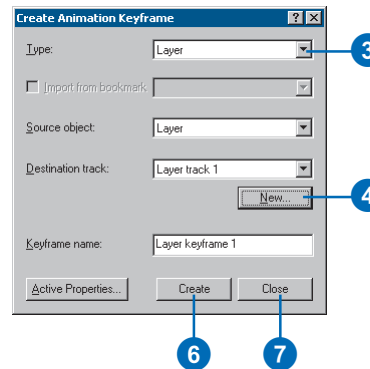 Create Animation Keyframe
Type: Layer
3
Import from bookmark
Source object: Layer
Destination track: Layer track 1
New...
4
Keyframe name: Layer keyframe 1
Active Properties... Create Close
6 7